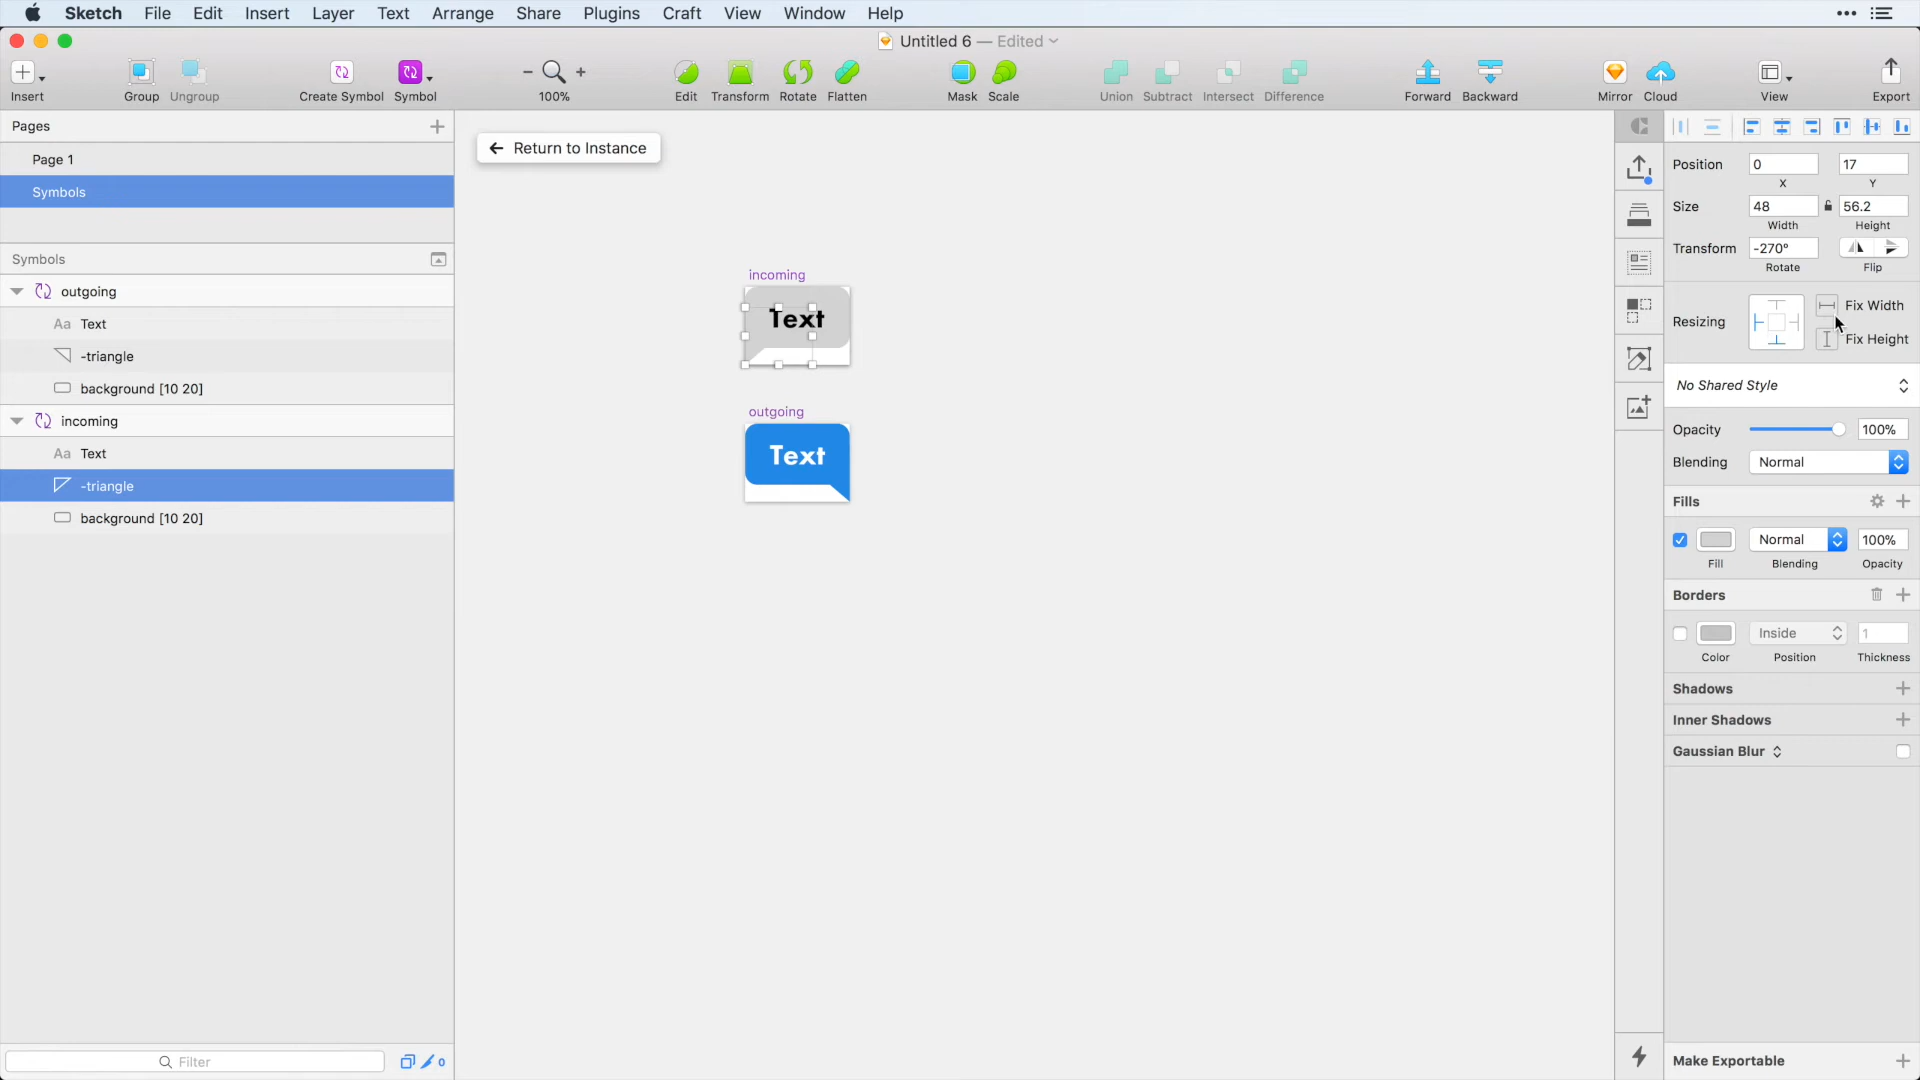 Sketch File Edit Insert Layer Text Arrange Share Plugins Craft View Window Help
Untitled 6 — Edited
Insert Group Ungroup Create Symbol Symbol 100% Edit Transform Rotate Flatten Mask Scale Union Subtract Intersect Difference Forward Backward Mirror Cloud View Export
Pages
Page 1
Symbols
Symbols
outgoing
Aa Text
-triangle
background [10 20]
incoming
Aa Text
-triangle
background [10 20]
Filter
0
Return to Instance
incoming
Text
outgoing
Text
Position 0 17
X Y
Size 48 56.2
Width Height
Transform -270°
Rotate Flip
Resizing
Fix Width
Fix Height
No Shared Style
Opacity 100%
Blending Normal
Fills
Normal 100%
Fill Blending Opacity
Borders
Inside 1
Color Position Thickness
Shadows
Inner Shadows
Gaussian Blur
Make Exportable